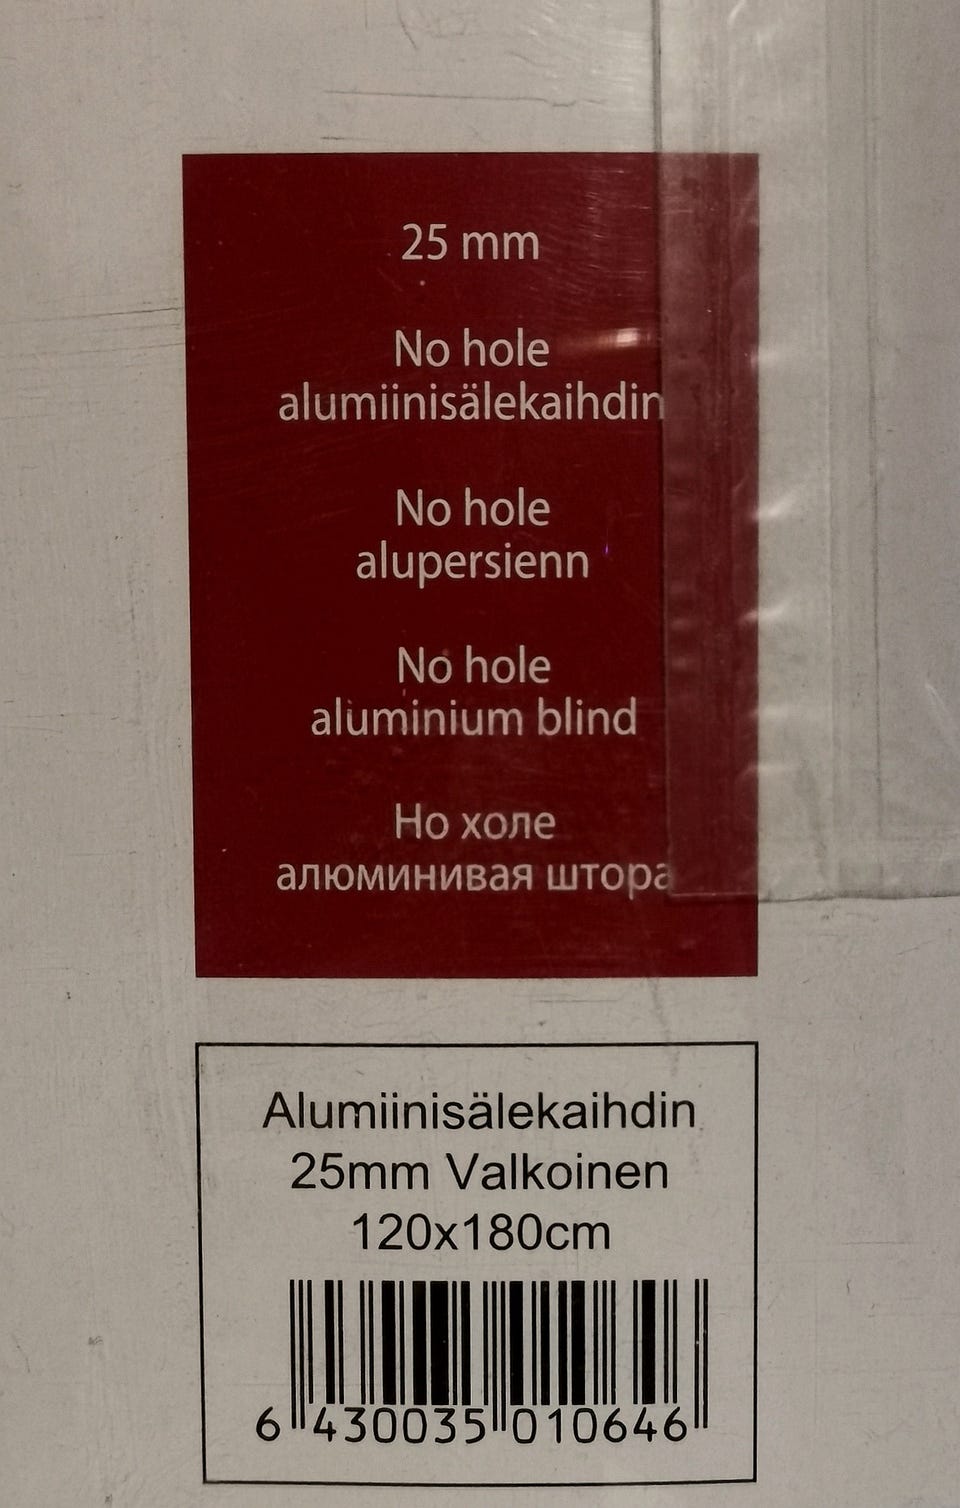 25 mm
No hole
alumiinisälekaihdin
No hole
alupersienn
No hole
aluminium blind
Но холе
алюминивая штора
Alumiinisälekaihdin
25mm Valkoinen
120x180cm
6 430035 010646